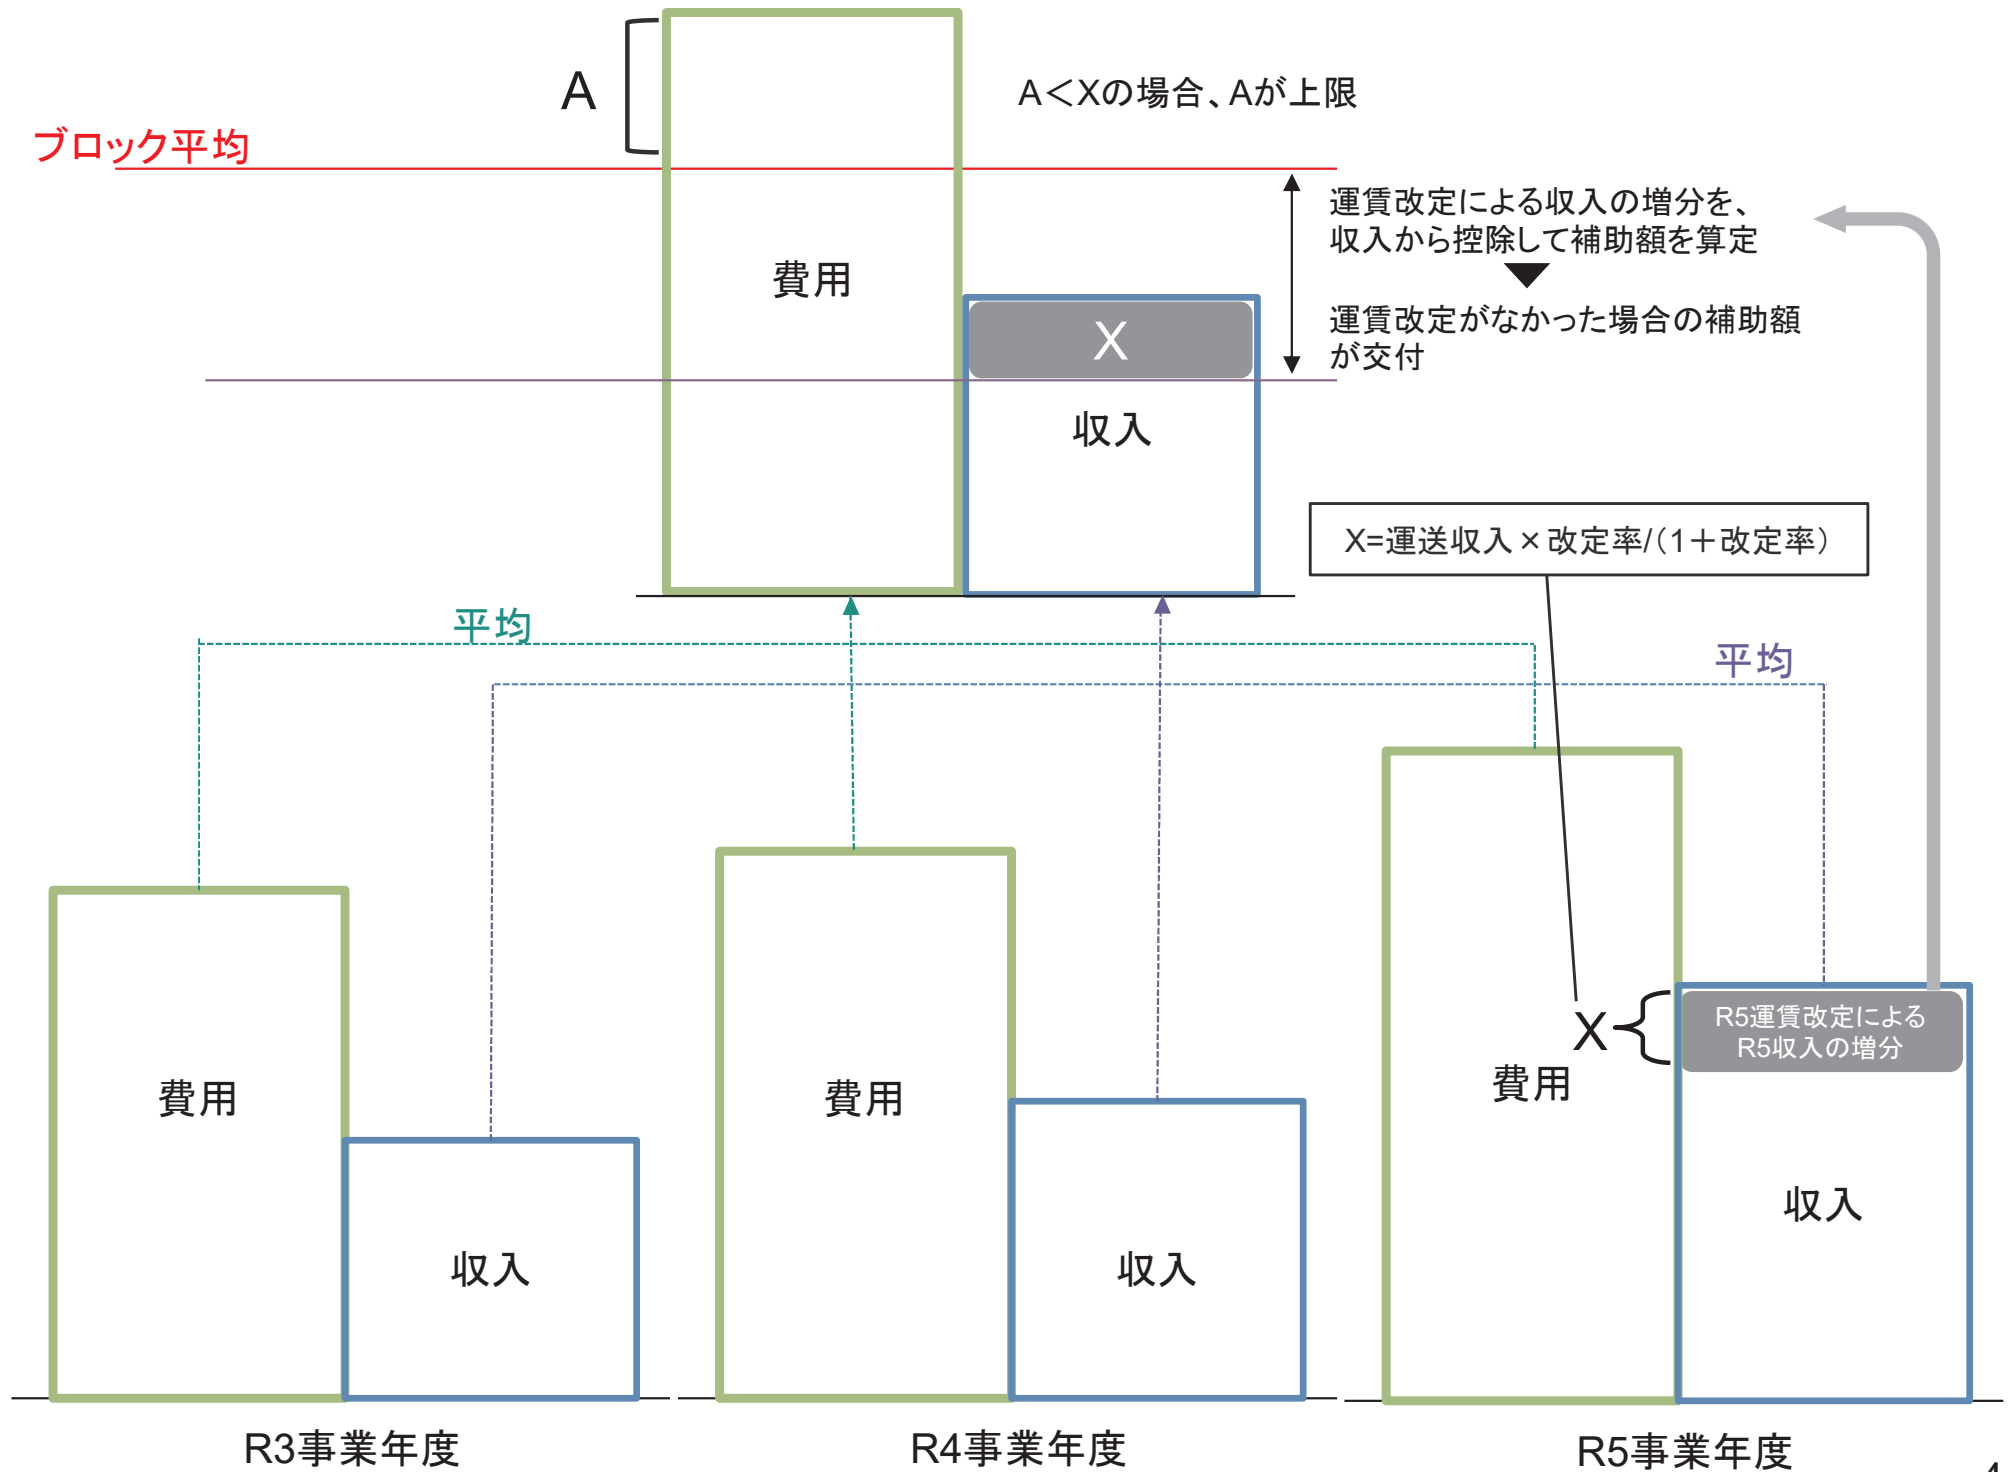 A
A＜Xの場合、Aが上限
ブロック平均
運賃改定による収入の増分を、
収入から控除して補助額を算定
費用
X
運賃改定がなかった場合の補助額
が交付
収入
X=運送収入×改定率/（1＋改定率）
平均
平均
R5運賃改定による
R5収入の増分
X
費用
費用
費用
収入
収入
収入
R3事業年度
R4事業年度
R5事業年度